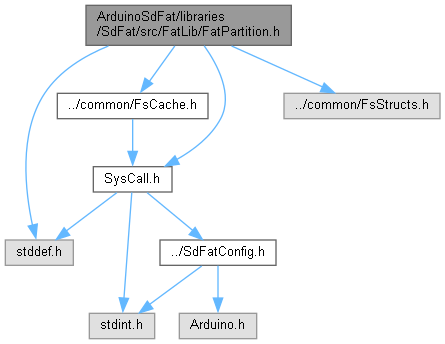 ArduinoSdFat/libraries
/SdFat/src/FatLib/FatPartition.h
../common/FsCache.h
../common/FsStructs.h
SysCall.h
stddef.h
../SdFatConfig.h
stdint.h
Arduino.h